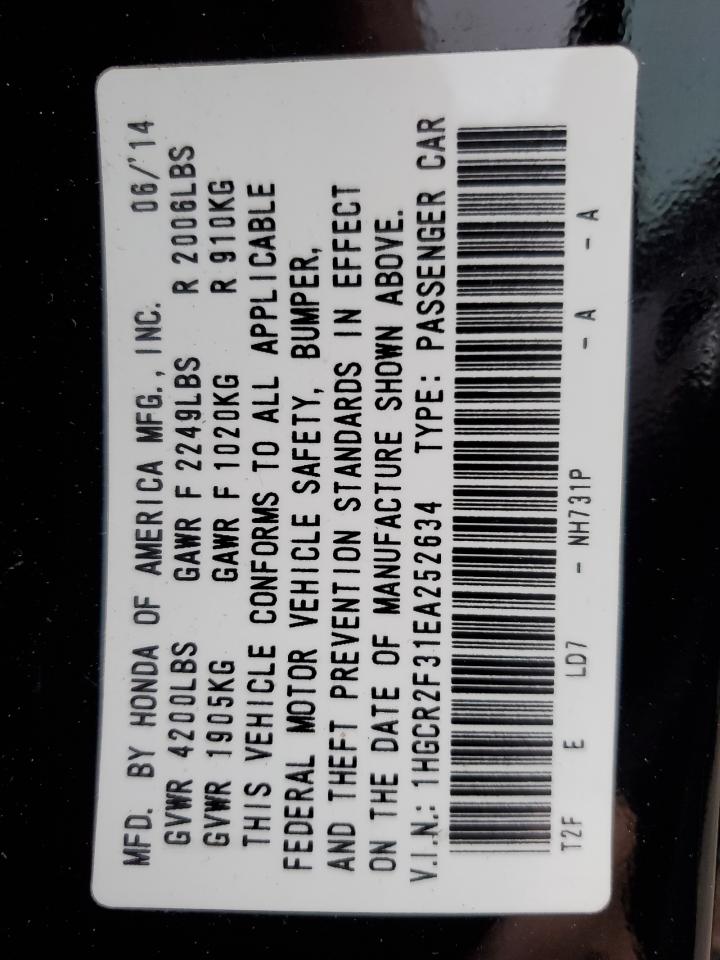 MFD. BY HONDA OF AMERICA MFG., INC. 06/'14
GVWR 4200LBS GAWR F 2249LBS R 2006LBS
GVWR 1905KG GAWR F 1020KG R 910KG
THIS VEHICLE CONFORMS TO ALL APPLICABLE
FEDERAL MOTOR VEHICLE SAFETY, BUMPER,
AND THEFT PREVENTION STANDARDS IN EFFECT
ON THE DATE OF MANUFACTURE SHOWN ABOVE.
V.I.N.: 1HGCR2F31EA252634 TYPE: PASSENGER CAR
T2F E LD7 - NH731P - A - A